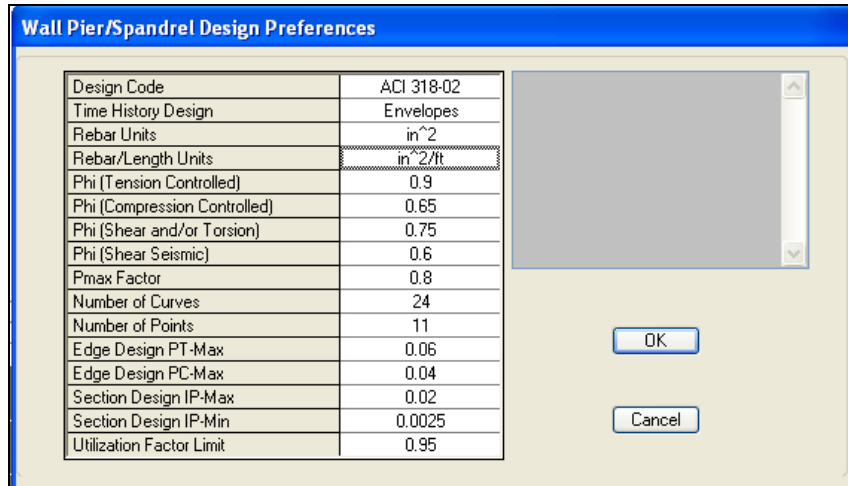 Wall Pier/Spandrel Design Preferences
Design Code ACI 318-02
Time History Design Envelopes
Rebar Units in^2
Rebar/Length Units in^2/ft
Phi (Tension Controlled) 0.9
Phi (Compression Controlled) 0.65
Phi (Shear and/or Torsion) 0.75
Phi (Shear Seismic) 0.6
Pmax Factor 0.8
Number of Curves 24
Number of Points 11
Edge Design PT-Max 0.06
Edge Design PC-Max 0.04
Section Design IP-Max 0.02
Section Design IP-Min 0.0025
Utilization Factor Limit 0.95
OK
Cancel